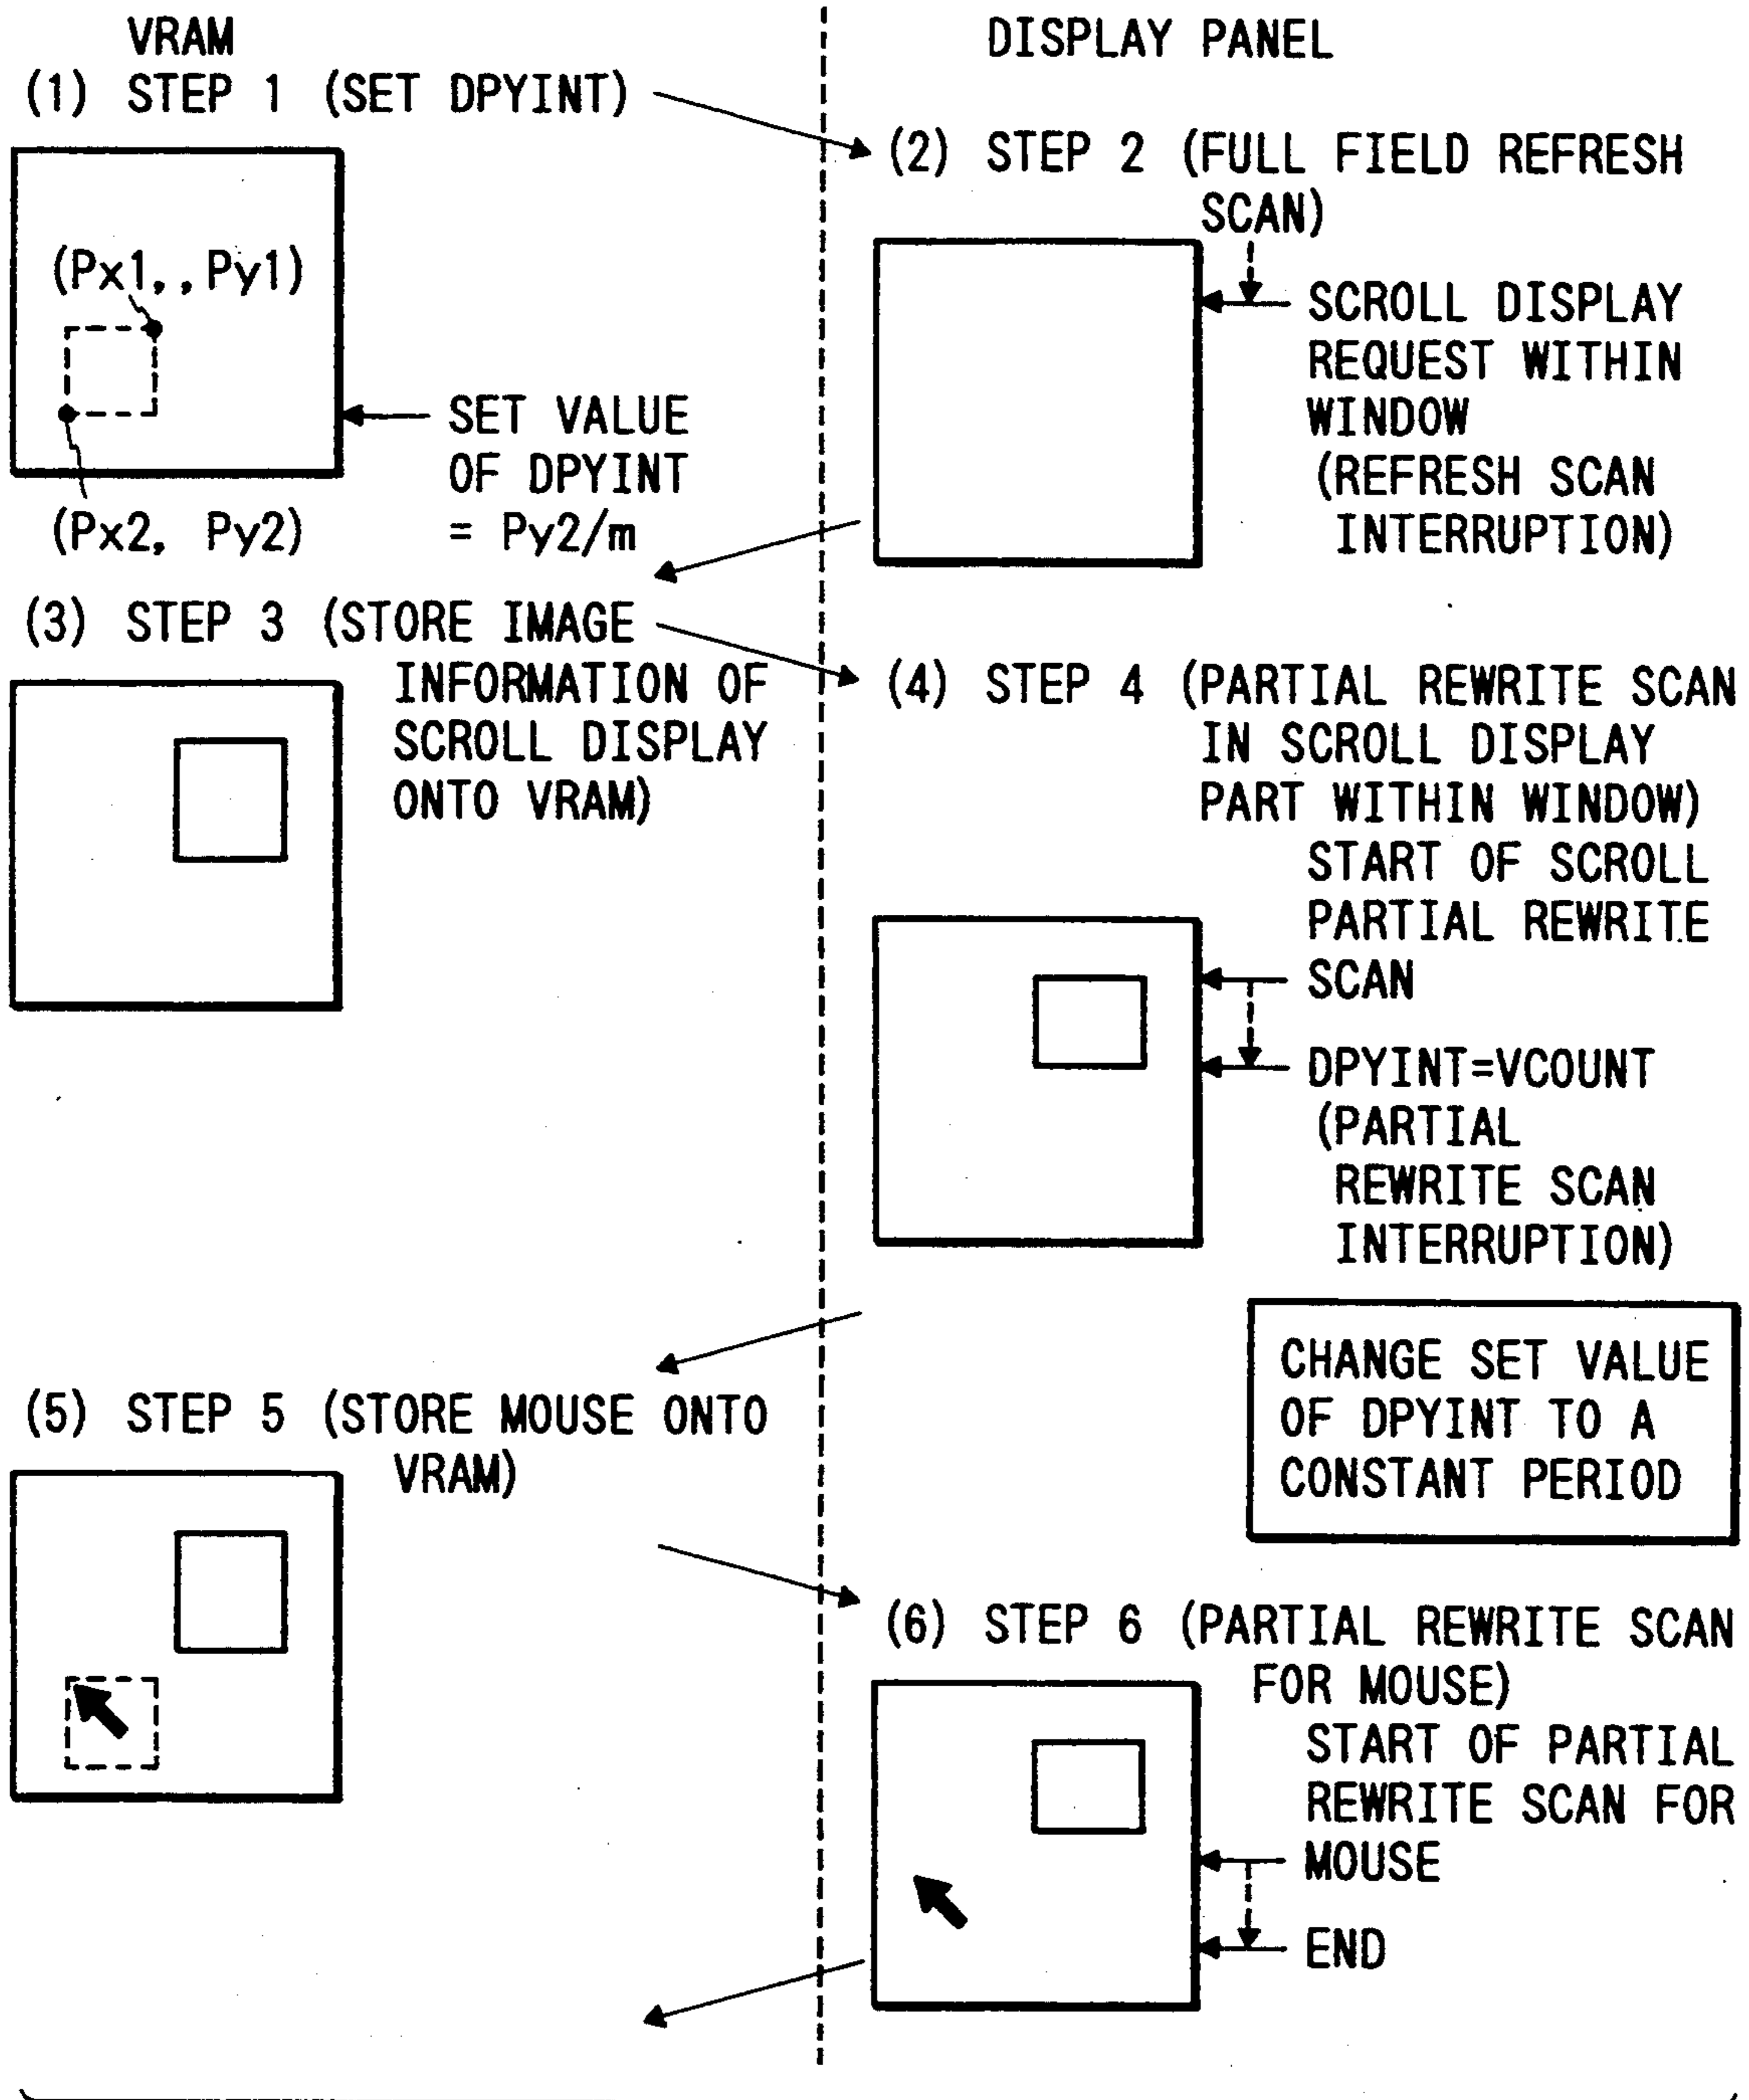 VRAM
(1) STEP 1 (SET DPYINT)
(Px1,,Py1)
SET VALUE
OF DPYINT
= Py2/m
(Px2, Py2)
DISPLAY PANEL
(2) STEP 2 (FULL FIELD REFRESH
SCAN)
SCROLL DISPLAY
REQUEST WITHIN
WINDOW
(REFRESH SCAN
INTERRUPTION)
(3) STEP 3 (STORE IMAGE
INFORMATION OF
SCROLL DISPLAY
ONTO VRAM)
(4) STEP 4 (PARTIAL REWRITE SCAN
IN SCROLL DISPLAY
PART WITHIN WINDOW)
START OF SCROLL
PARTIAL REWRITE
SCAN
DPYINT=VCOUNT
(PARTIAL
REWRITE SCAN
INTERRUPTION)
CHANGE SET VALUE
OF DPYINT TO A
CONSTANT PERIOD
(5) STEP 5 (STORE MOUSE ONTO
VRAM)
(6) STEP 6 (PARTIAL REWRITE SCAN
FOR MOUSE)
START OF PARTIAL
REWRITE SCAN FOR
MOUSE
END